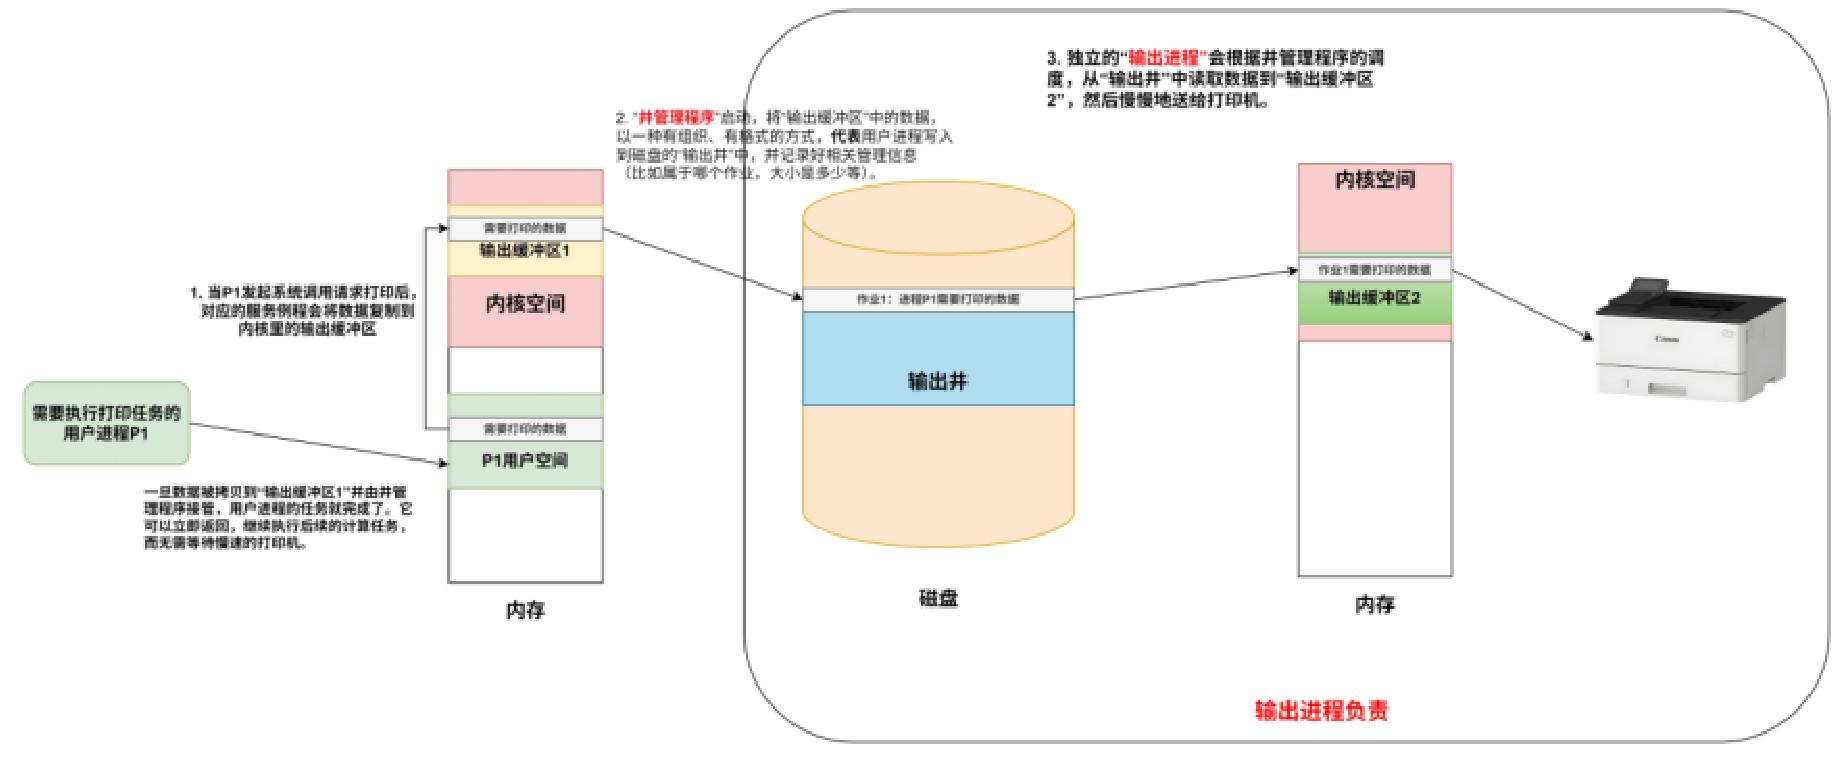 3. 独立的“输出进程”会根据井管理程序的调
度，从“输出井”中读取数据到“输出缓冲区
2”，然后慢慢地送给打印机。
2. “井管理程序”启动，将“输出缓冲区”中的数据，
以一种有组织、有格式的方式，代表用户进程写入
到磁盘的“输出井”中，并记录好相关管理信息
（比如属于哪个作业，大小是多少等）。
需要打印的数据
输出缓冲区1
内核空间
1. 当P1发起系统调用请求打印后，
对应的服务例程会将数据复制到
内核里的输出缓冲区
需要执行打印任务的
用户进程P1
需要打印的数据
P1用户空间
一旦数据被拷贝到“输出缓冲区1”并由井管
理程序接管，用户进程的任务就完成了。它
可以立即返回，继续执行后续的计算任务，
而无需等待慢速的打印机。
内存
作业1：进程P1需要打印的数据
输出井
磁盘
内核空间
作业1需要打印的数据
输出缓冲区2
内存
Canon
输出进程负责